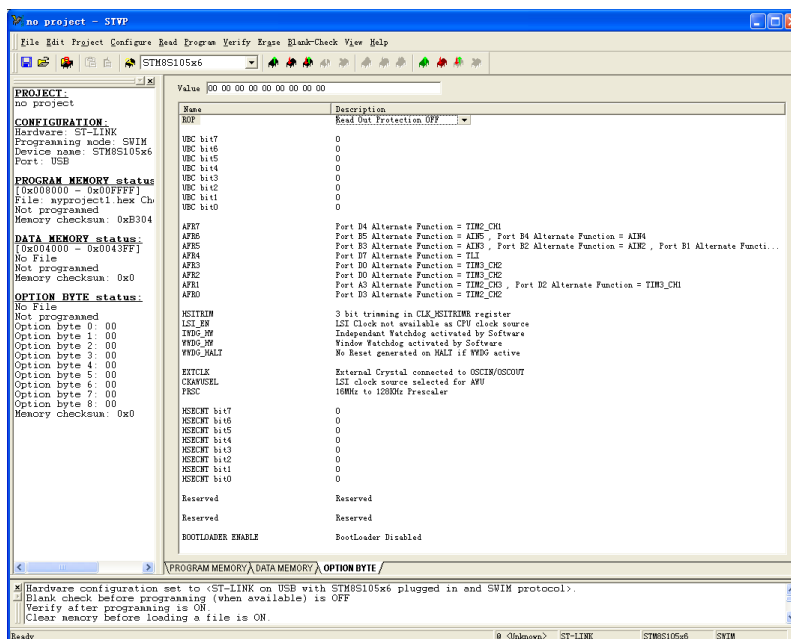 no project - STVP
File Edit Project Configure Read Program Verify Erase Blank-Check View Help
STM8S105x6
PROJECT:
no project
CONFIGURATION:
Hardware: ST-LINK
Programming mode: SWIM
Device name: STM8S105x6
Port: USB
PROGRAM MEMORY status
[0x008000 - 0x00FFFF]
File: myproject1.hex Ch
Not programmed
Memory checksum: 0xB304
DATA MEMORY status:
[0x004000 - 0x0043FF]
No File
Not programmed
Memory checksum: 0x0
OPTION BYTE status:
No File
Not programmed
Option byte 0: 00
Option byte 1: 00
Option byte 2: 00
Option byte 3: 00
Option byte 4: 00
Option byte 5: 00
Option byte 6: 00
Option byte 7: 00
Option byte 8: 00
Memory checksum: 0x0
Value 00 00 00 00 00 00 00 00 00 00
Name Description
ROP Read Out Protection OFF
UBC bit7 0
UBC bit6 0
UBC bit5 0
UBC bit4 0
UBC bit3 0
UBC bit2 0
UBC bit1 0
UBC bit0 0
AFR7 Port D4 Alternate Function = TIM2_CH1
AFR6 Port B5 Alternate Function = AIN5 , Port B4 Alternate Function = AIN4
AFR5 Port B3 Alternate Function = AIN3 , Port B2 Alternate Function = AIN2 , Port B1 Alternate Functi...
AFR4 Port D7 Alternate Function = TLI
AFR3 Port D0 Alternate Function = TIM3_CH2
AFR2 Port D0 Alternate Function = TIM3_CH2
AFR1 Port A3 Alternate Function = TIM2_CH3 , Port D2 Alternate Function = TIM3_CH1
AFR0 Port D3 Alternate Function = TIM2_CH2
HSITRIM 3 bit trimming in CLK_HSITRIMR register
LSI_EN LSI Clock not available as CPU clock source
IWDG_HW Independant Watchdog activated by Software
WWDG_HW Window Watchdog activated by Software
WWDG_HALT No Reset generated on HALT if WWDG active
EXTCLK External Crystal connected to OSCIN/OSCOUT
CKAWUSEL LSI clock source selected for AWU
PRSC 16MHz to 128KHz Prescaler
HSECNT bit7 0
HSECNT bit6 0
HSECNT bit5 0
HSECNT bit4 0
HSECNT bit3 0
HSECNT bit2 0
HSECNT bit1 0
HSECNT bit0 0
Reserved Reserved
Reserved Reserved
BOOTLOADER ENABLE BootLoader Disabled
PROGRAM MEMORY DATA MEMORY OPTION BYTE
Hardware configuration set to <ST-LINK on USB with STM8S105x6 plugged in and SWIM protocol>.
Blank check before programming (when available) is OFF
Verify after programming is ON.
Clear memory before loading a file is ON.
Ready @ <Unknown> ST-LINK STM8S105x6 SWIM